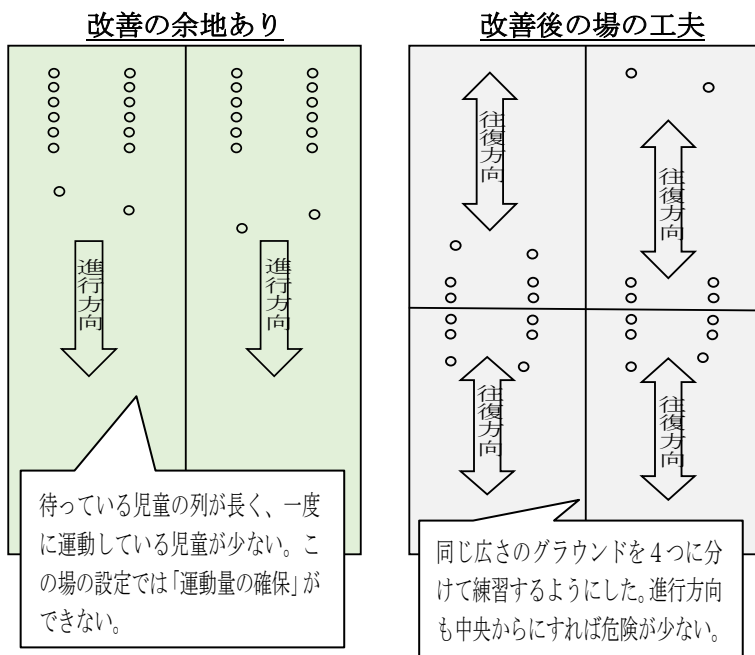 改善の余地あり
進行方向
進行方向
待っている児童の列が長く、一度
に運動している児童が少ない。こ
の場の設定では「運動量の確保」が
できない。
改善後の場の工夫
往復方向
往復方向
往復方向
往復方向
同じ広さのグラウンドを4つに分
けて練習するようにした。進行方向
も中央からにすれば危険が少ない。